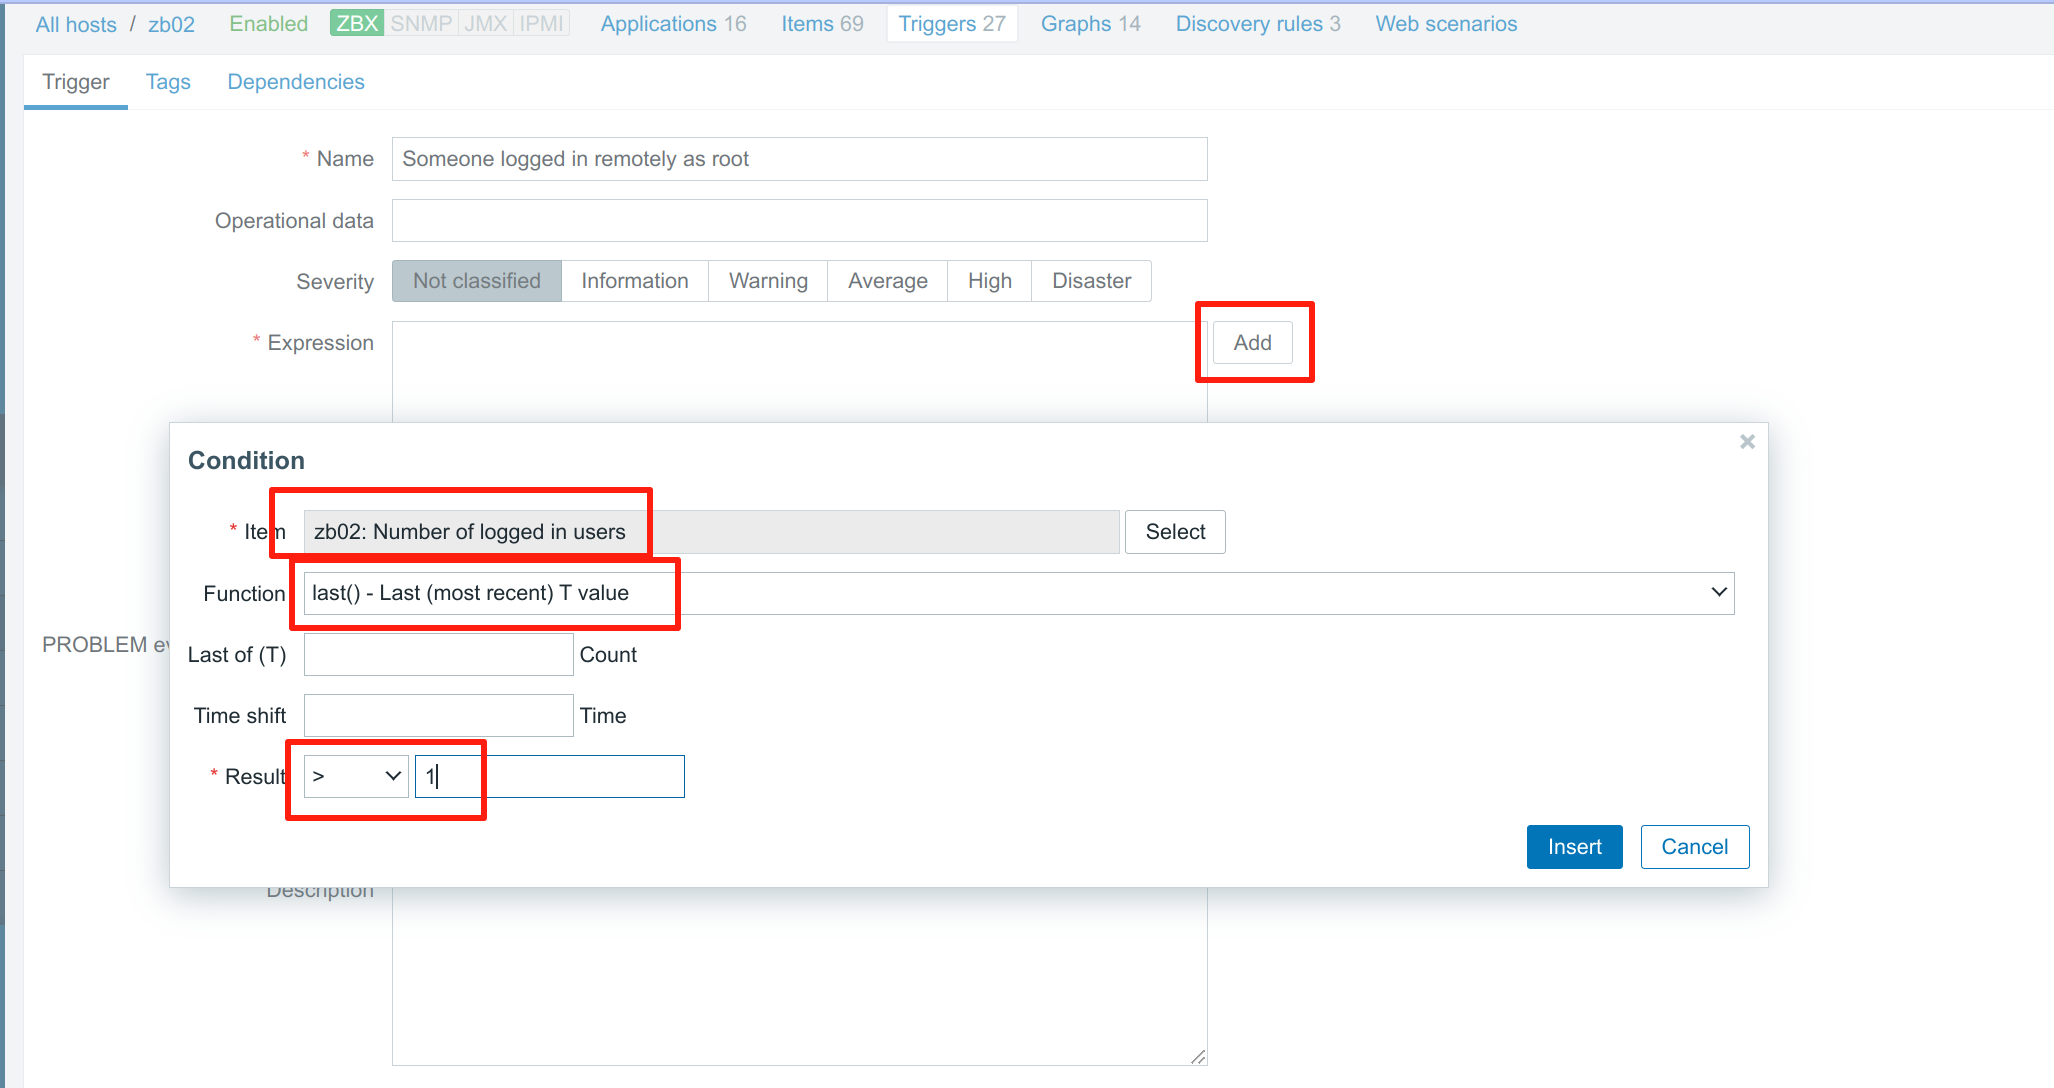 All hosts / zb02 Enabled ZBX SNMP JMX IPMI Applications 16 Items 69 Triggers 27 Graphs 14 Discovery rules 3 Web scenarios
Trigger Tags Dependencies
* Name Someone logged in remotely as root
Operational data
Severity Not classified Information Warning Average High Disaster
* Expression Add
Condition
* Item zb02: Number of logged in users Select
Function last() - Last (most recent) T value
PROBLEM ev
Last of (T) Count
Time shift Time
* Result > 1
Insert Cancel
Description